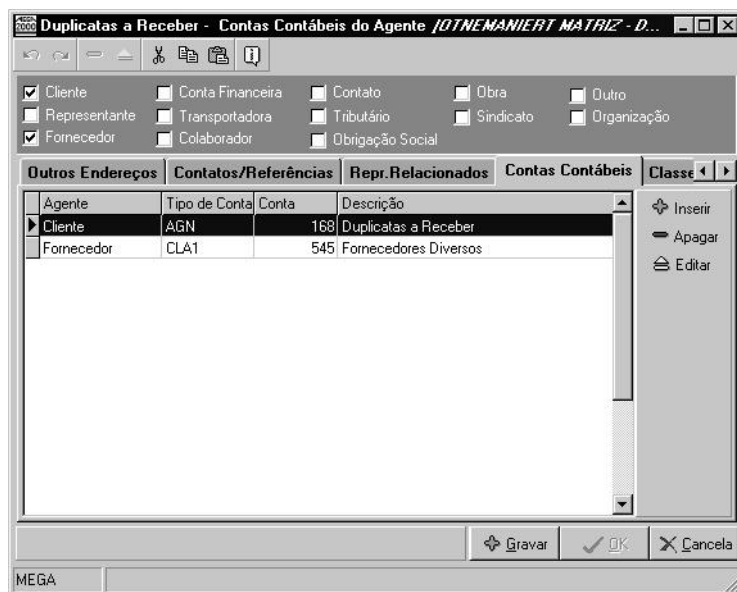 Duplicatas a Receber - Contas Contábeis do Agente [OTNEMANIERT MATRIZ - D...
Cliente Conta Financeira Contato Obra Outro
Representante Transportadora Tributário Sindicato Organização
Fornecedor Colaborador Obrigação Social
Outros Endereços Contatos/Referências Repr.Relacionados Contas Contábeis Classe
Agente Tipo de Conta Conta Descrição
Cliente AGN 168 Duplicatas a Receber
Fornecedor CLA1 545 Fornecedores Diversos
Inserir
Apagar
Editar
Gravar OK Cancela
MEGA